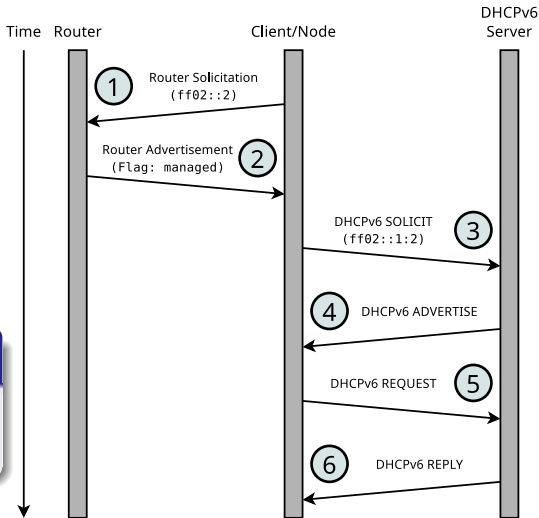 DHCPv6
Time Router Client/Node Server
1
Router Solicitation
(ff02::2)
Router Advertisement
(Flag: managed)
2
DHCPv6 SOLICIT
(ff02::1:2)
3
4
DHCPv6 ADVERTISE
DHCPv6 REQUEST
5
6
DHCPv6 REPLY